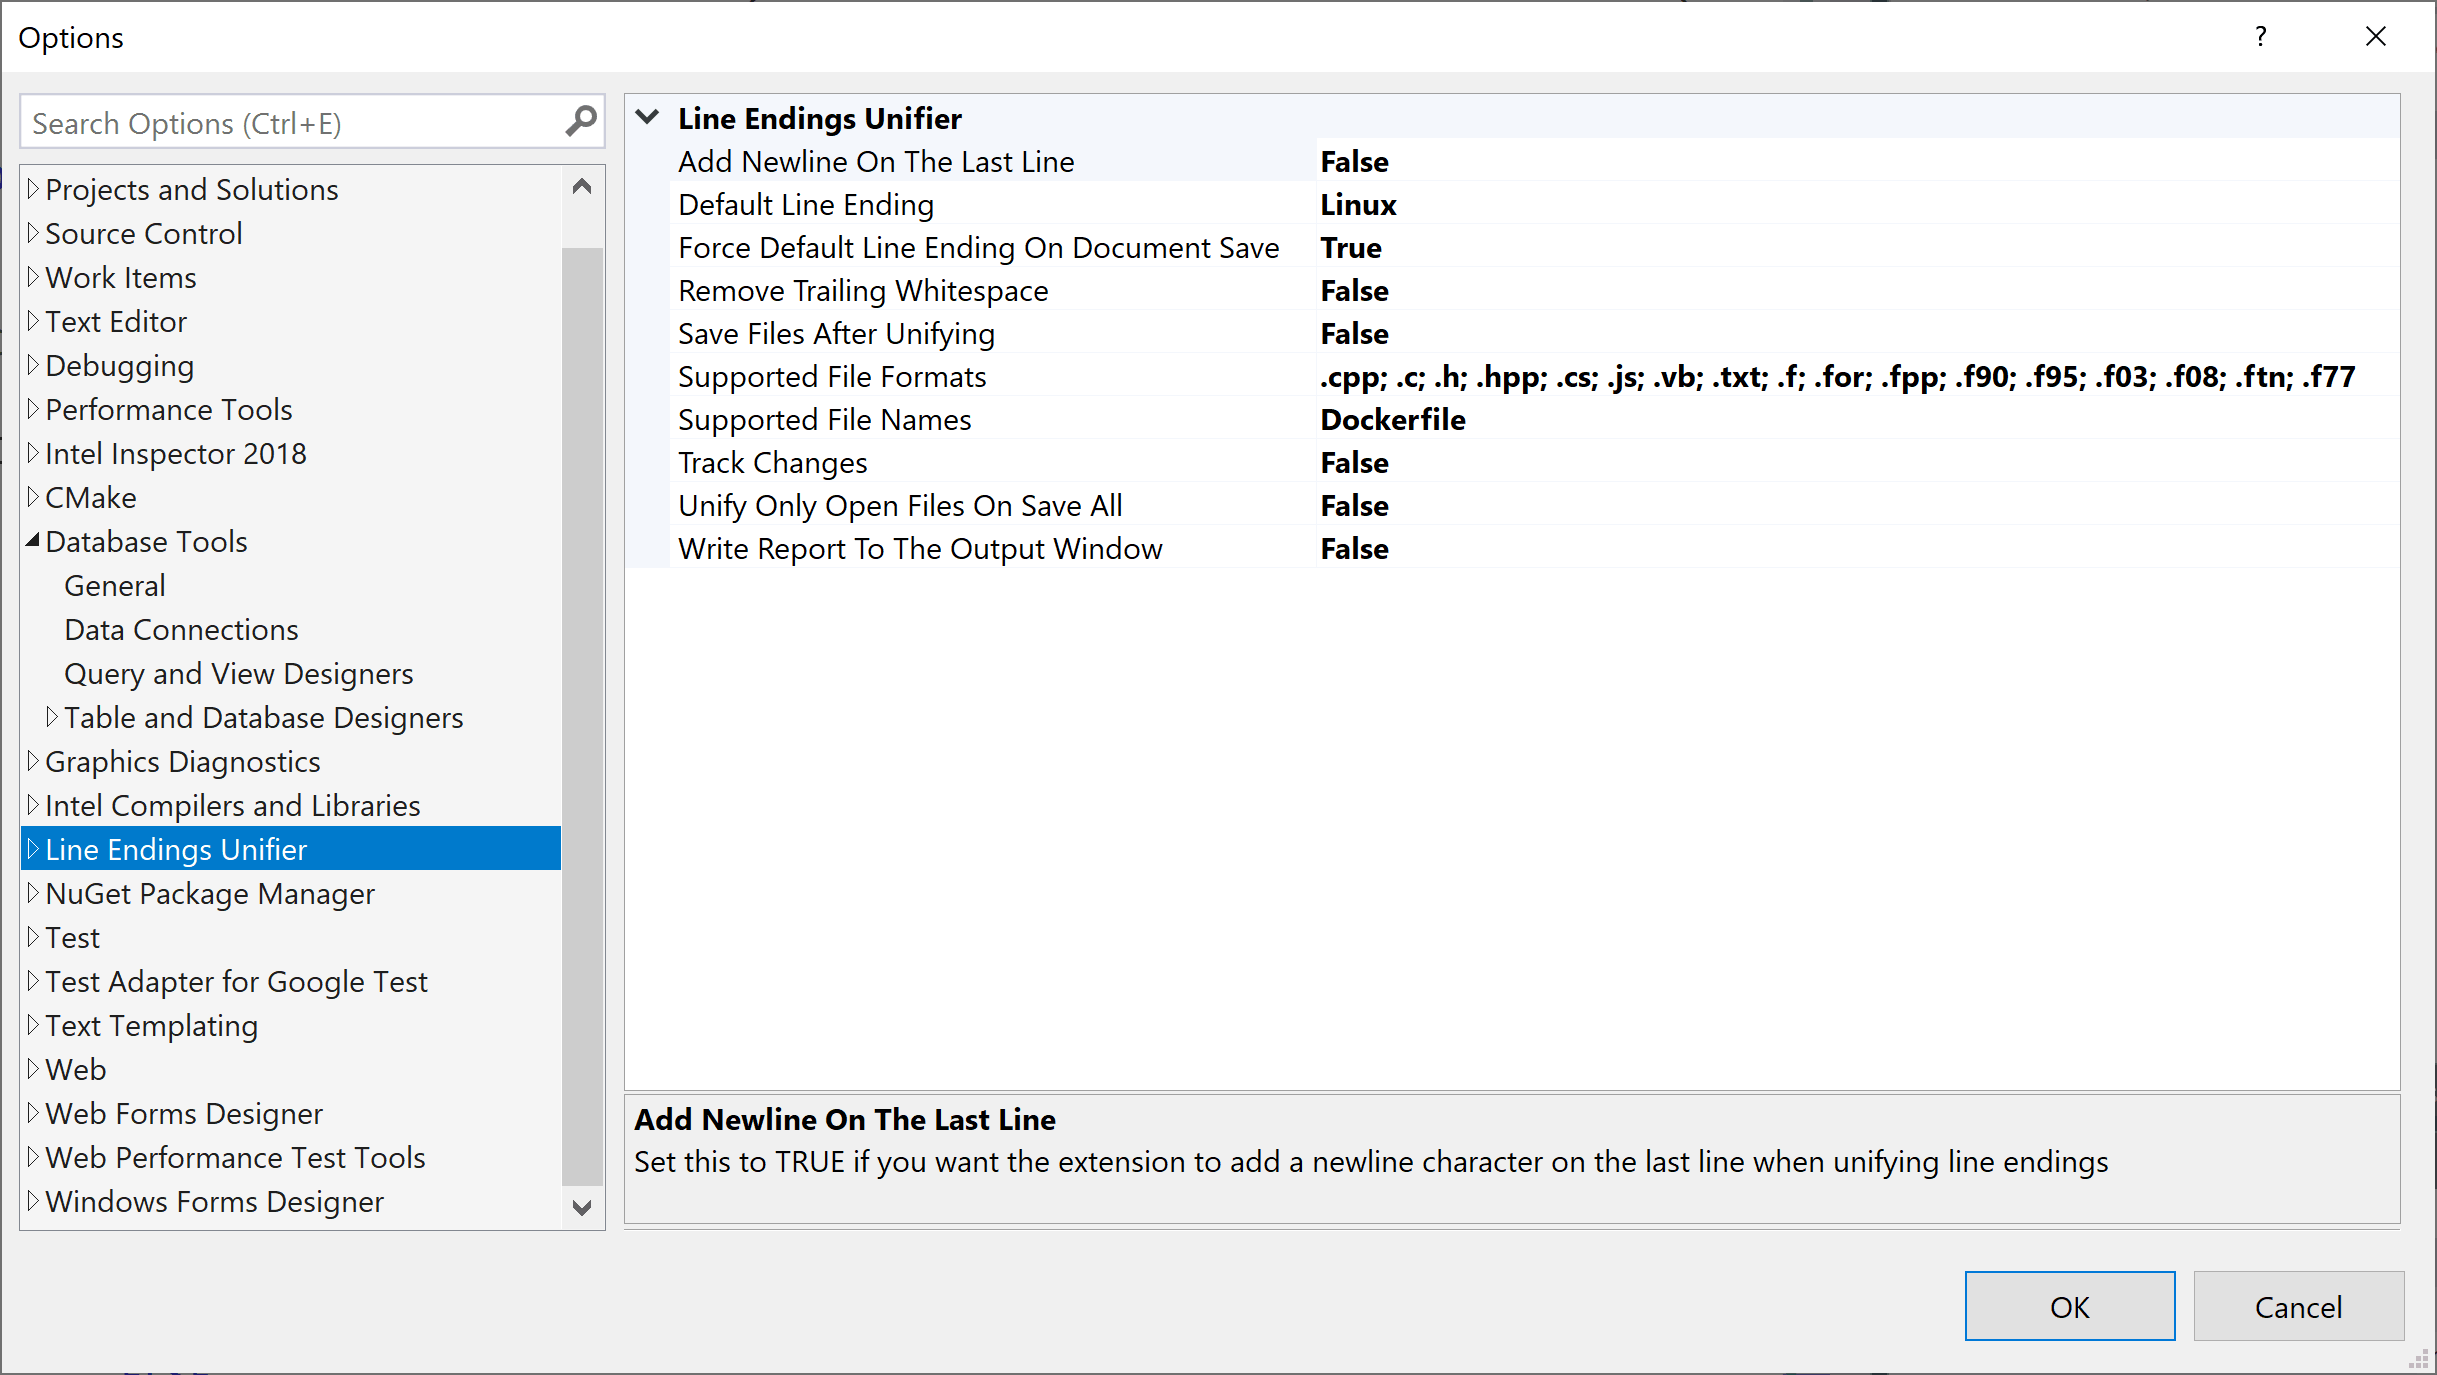 Options
?
Search Options (Ctrl+E)
Projects and Solutions
Source Control
Work Items
Text Editor
Debugging
Performance Tools
Intel Inspector 2018
CMake
Database Tools
General
Data Connections
Query and View Designers
Table and Database Designers
Graphics Diagnostics
Intel Compilers and Libraries
Line Endings Unifier
NuGet Package Manager
Test
Test Adapter for Google Test
Text Templating
Web
Web Forms Designer
Web Performance Test Tools
Windows Forms Designer
Line Endings Unifier
Add Newline On The Last Line False
Default Line Ending Linux
Force Default Line Ending On Document Save True
Remove Trailing Whitespace False
Save Files After Unifying False
Supported File Formats .cpp; .c; .h; .hpp; .cs; .js; .vb; .txt; .f; .for; .fpp; .f90; .f95; .f03; .f08; .ftn; .f77
Supported File Names Dockerfile
Track Changes False
Unify Only Open Files On Save All False
Write Report To The Output Window False
Add Newline On The Last Line
Set this to TRUE if you want the extension to add a newline character on the last line when unifying line endings
OK
Cancel